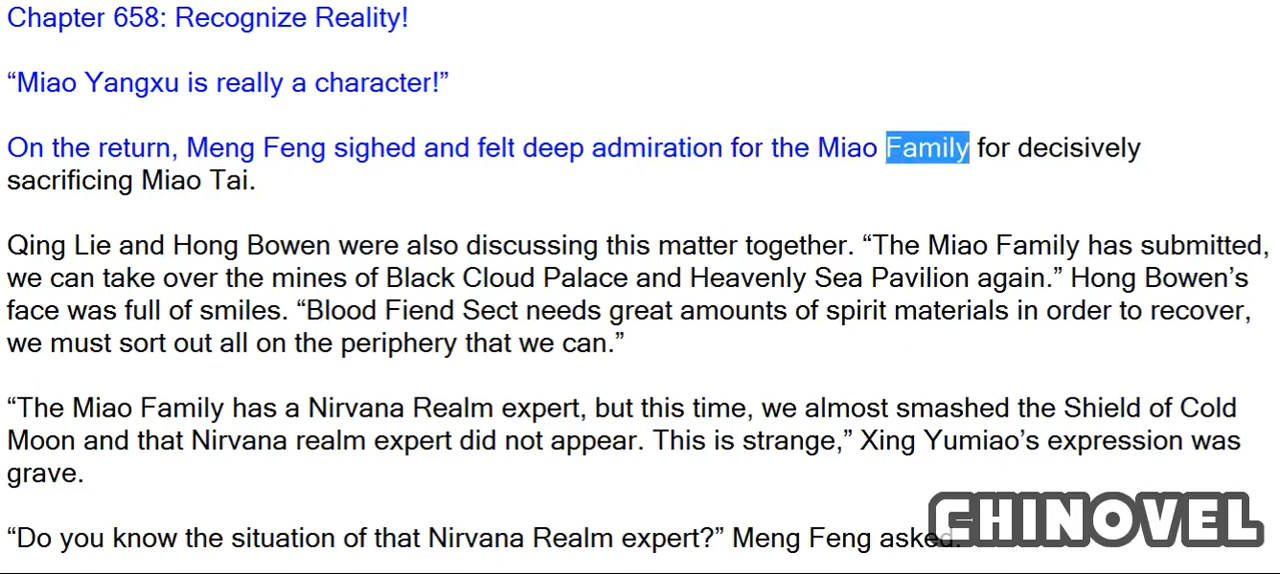 Chapter 658: Recognize Reality!
“Miao Yangxu is really a character!”
On the return, Meng Feng sighed and felt deep admiration for the Miao Family for decisively
sacrificing Miao Tai.
Qing Lie and Hong Bowen were also discussing this matter together. “The Miao Family has submitted,
we can take over the mines of Black Cloud Palace and Heavenly Sea Pavilion again.” Hong Bowen’s
face was full of smiles. “Blood Fiend Sect needs great amounts of spirit materials in order to recover,
we must sort out all on the periphery that we can.”
“The Miao Family has a Nirvana Realm expert, but this time, we almost smashed the Shield of Cold
Moon and that Nirvana realm expert did not appear. This is strange,” Xing Yumiao’s expression was
grave.
“Do you know the situation of that Nirvana Realm expert?” Meng Feng asked.
CHINOVEL